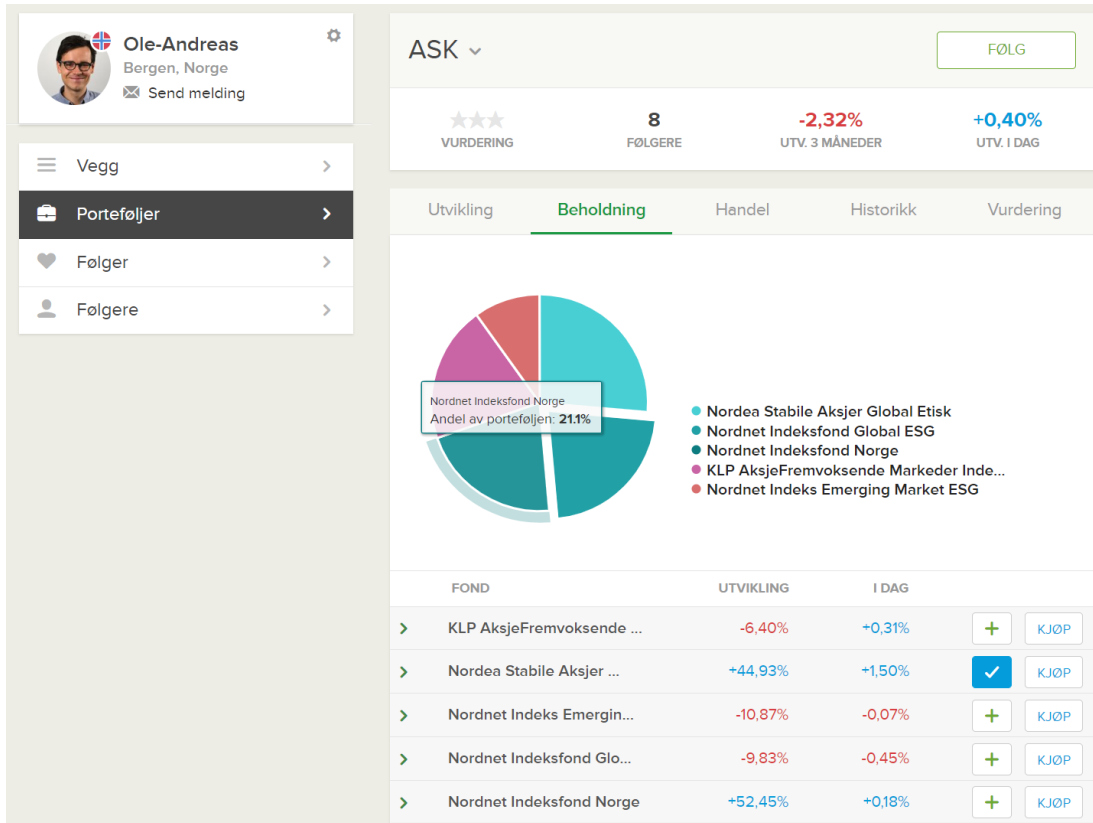 Ole-Andreas
Bergen, Norge
Send melding
Vegg
Porteføljer
Følger
Følgere
ASK
FØLG
VURDERING
8
FØLGERE
-2,32%
UTV. 3 MÅNEDER
+0,40%
UTV. I DAG
Utvikling Beholdning Handel Historikk Vurdering
Nordnet Indeksfond Norge
Andel av porteføljen: 21.1%
Nordea Stabile Aksjer Global Etisk
Nordnet Indeksfond Global ESG
Nordnet Indeksfond Norge
KLP AksjeFremvoksende Markeder Inde...
Nordnet Indeks Emerging Market ESG
FOND UTVIKLING I DAG
KLP AksjeFremvoksende ... -6,40% +0,31% KJØP
Nordea Stabile Aksjer ... +44,93% +1,50% KJØP
Nordnet Indeks Emergin... -10,87% -0,07% KJØP
Nordnet Indeksfond Glo... -9,83% -0,45% KJØP
Nordnet Indeksfond Norge +52,45% +0,18% KJØP